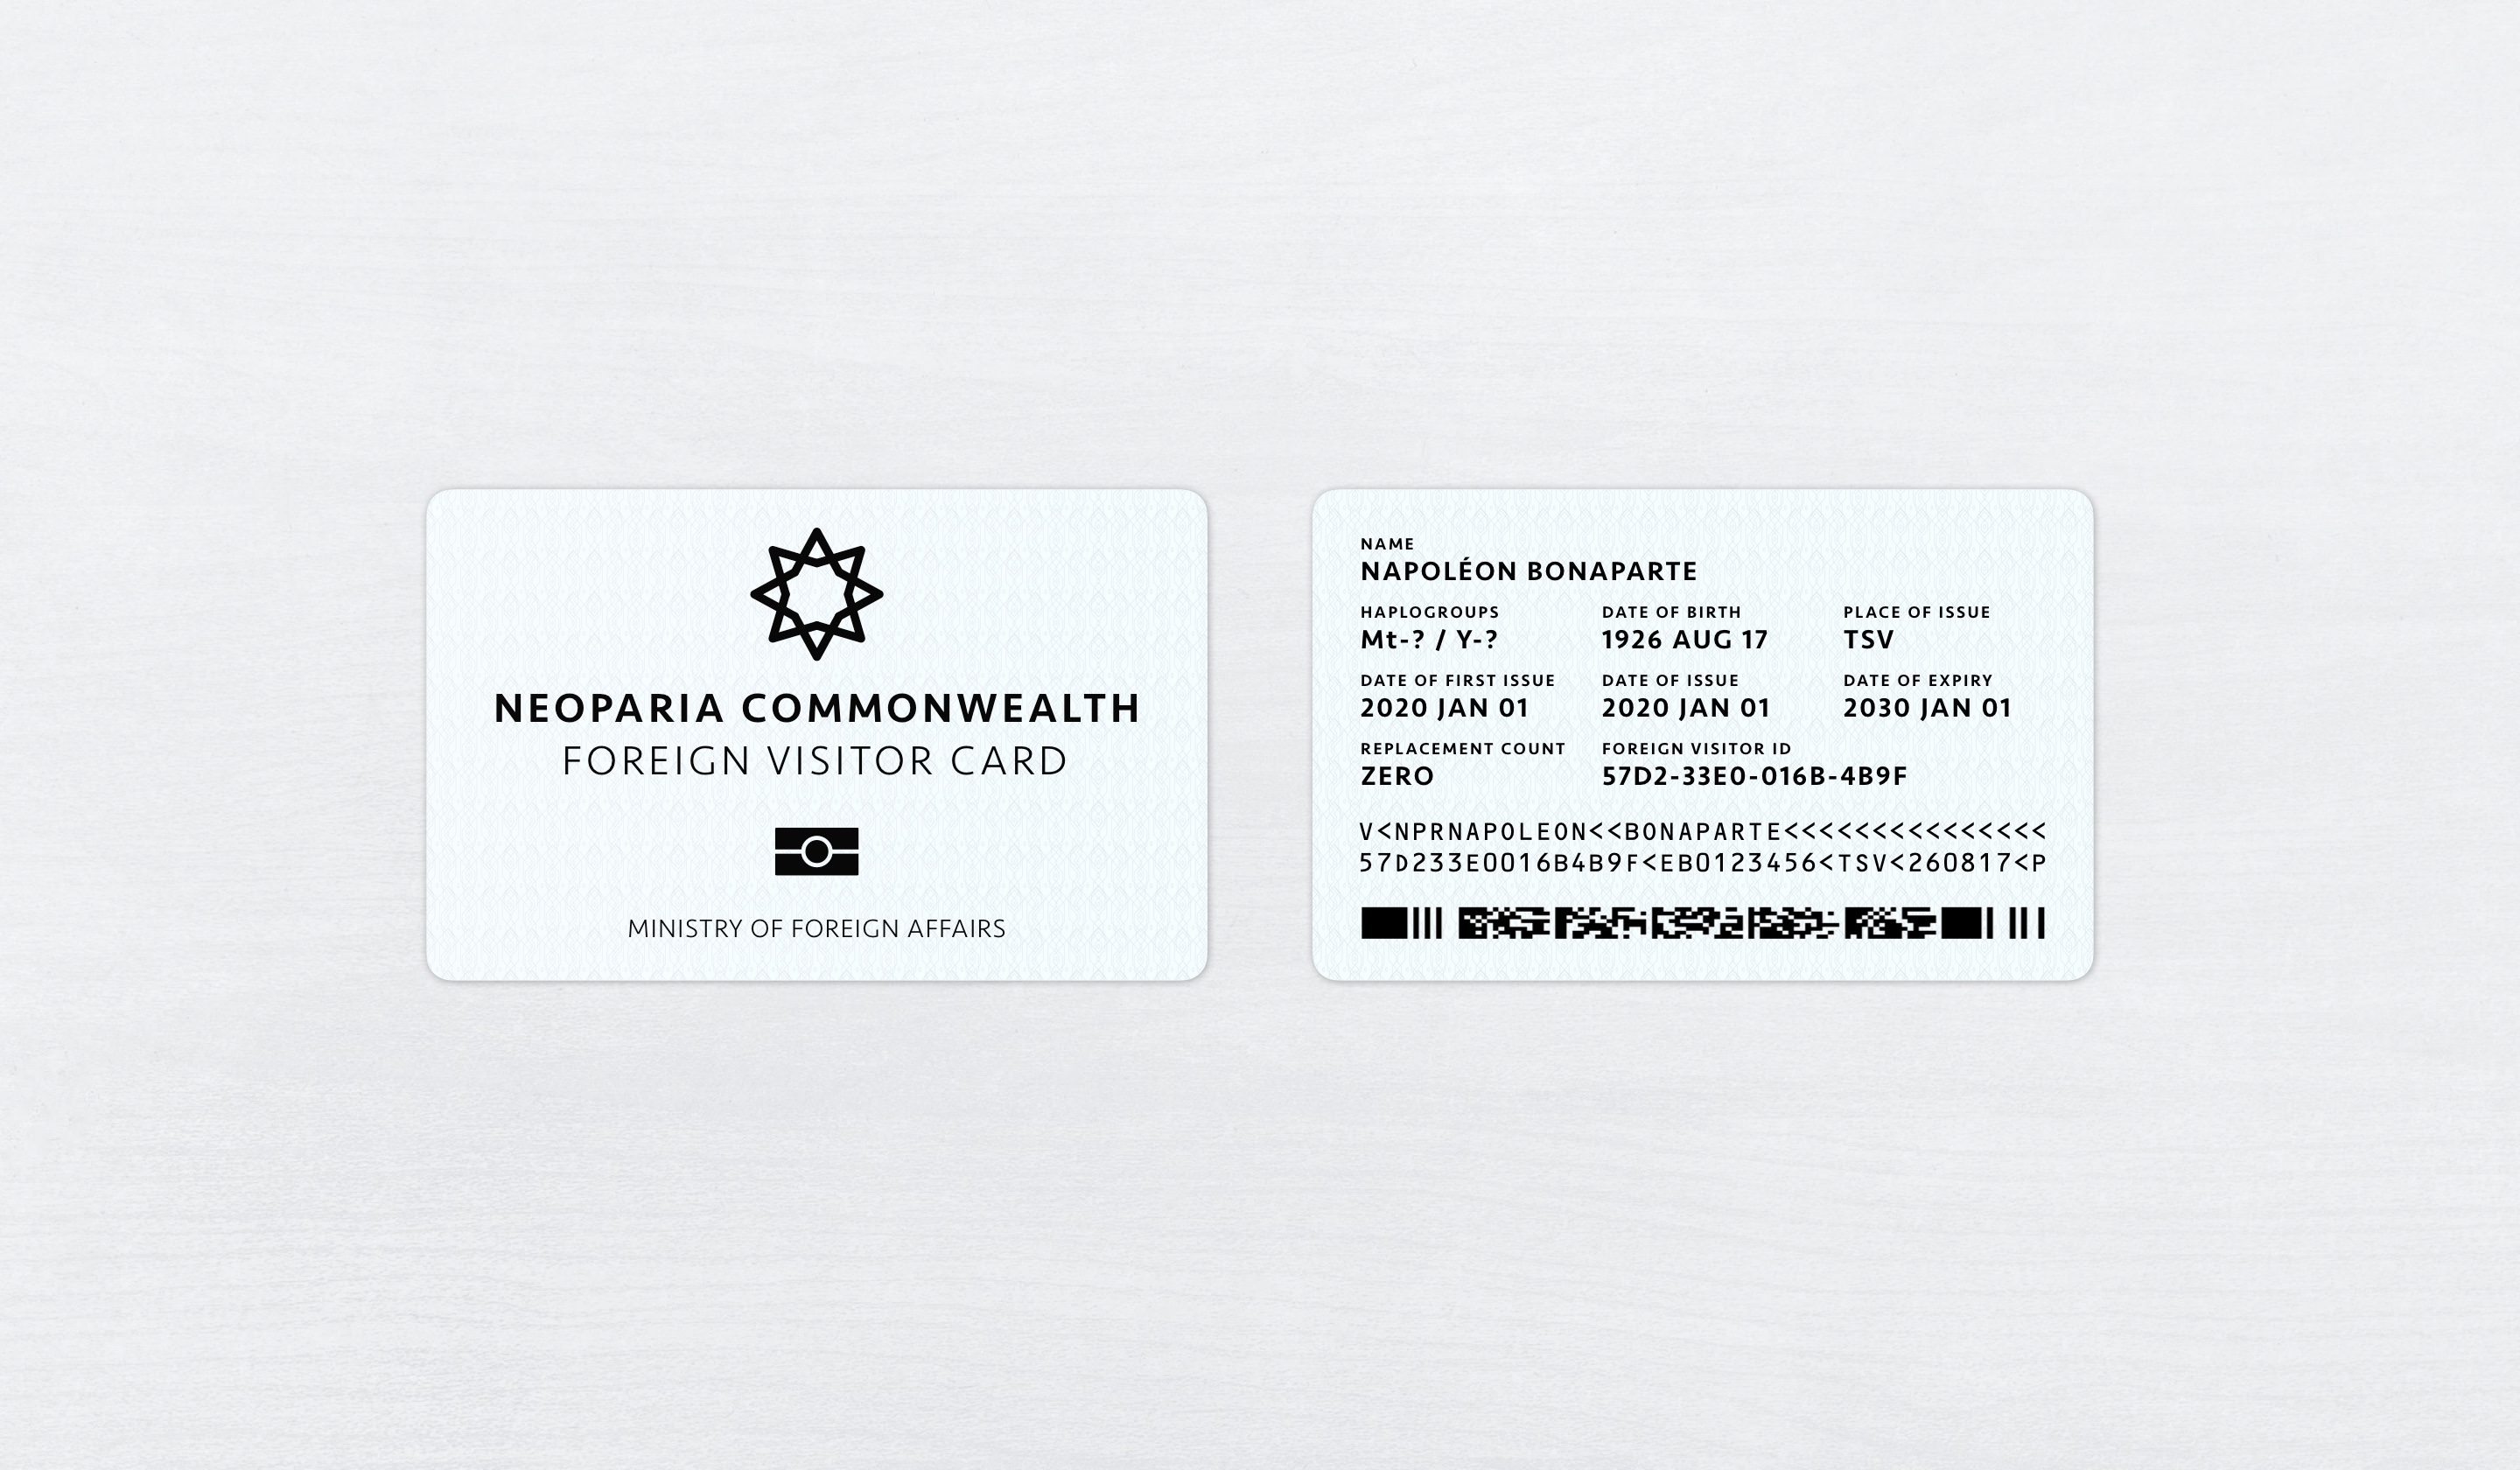 NEOPARIA COMMONWEALTH
FOREIGN VISITOR CARD
MINISTRY OF FOREIGN AFFAIRS
NAME
NAPOLÉON BONAPARTE
HAPLOGROUPS DATE OF BIRTH PLACE OF ISSUE
Mt-? / Y-? 1926 AUG 17 TSV
DATE OF FIRST ISSUE DATE OF ISSUE DATE OF EXPIRY
2020 JAN 01 2020 JAN 01 2030 JAN 01
REPLACEMENT COUNT FOREIGN VISITOR ID
ZERO 57D2-33E0-016B-4B9F
V<NPRNAPOLEON<<BONAPARTE<<<<<<<<<<<<<<<
57D233E0016B4B9F<EB0123456<TSV<260817<P